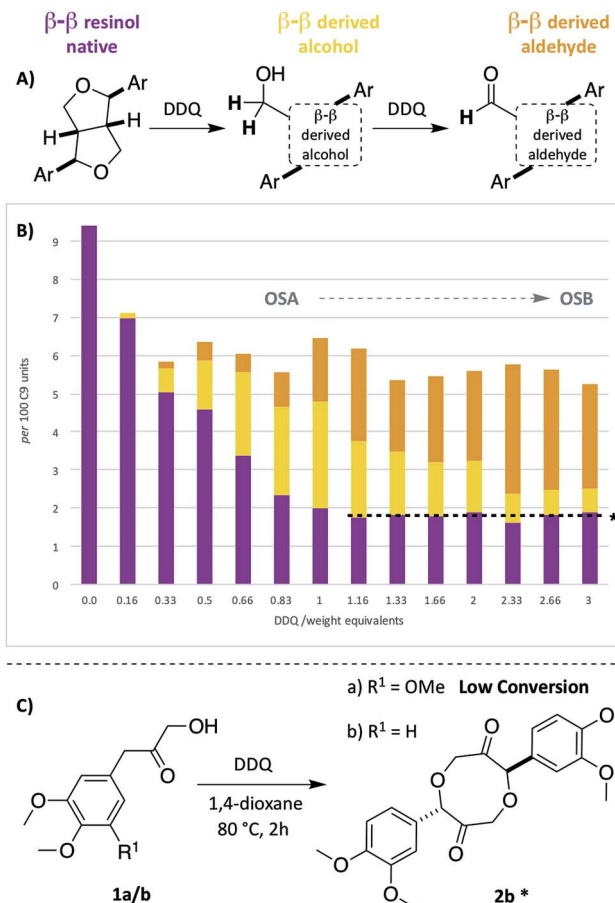 β-β resinol native
β-β derived alcohol
β-β derived aldehyde
A)
O
Ar
H
H
Ar
O
DDQ
OH
H
H
Ar
β-β
derived
alcohol
Ar
DDQ
O
H
Ar
β-β
derived
aldehyde
Ar
B)
OSA
OSB
per 100 C9 units
9
8
7
6
5
4
3
2
1
0
*
0.0 0.16 0.33 0.5 0.66 0.83 1 1.16 1.33 1.66 2 2.33 2.66 3
DDQ /weight equivalents
C)
OH
O
O
O
R¹
1a/b
DDQ
1,4-dioxane
80 °C, 2h
a) R¹ = OMe Low Conversion
b) R¹ = H
O
O
O
O
O
O
O
O
2b *